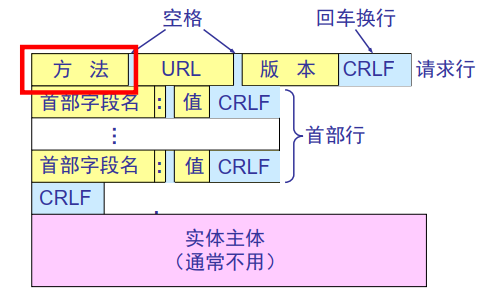 空格 回车换行
方 法 URL 版 本 CRLF 请求行
首部字段名 : 值 CRLF
⋮ 首部行
首部字段名 : 值 CRLF
CRLF
实体主体
（通常不用）